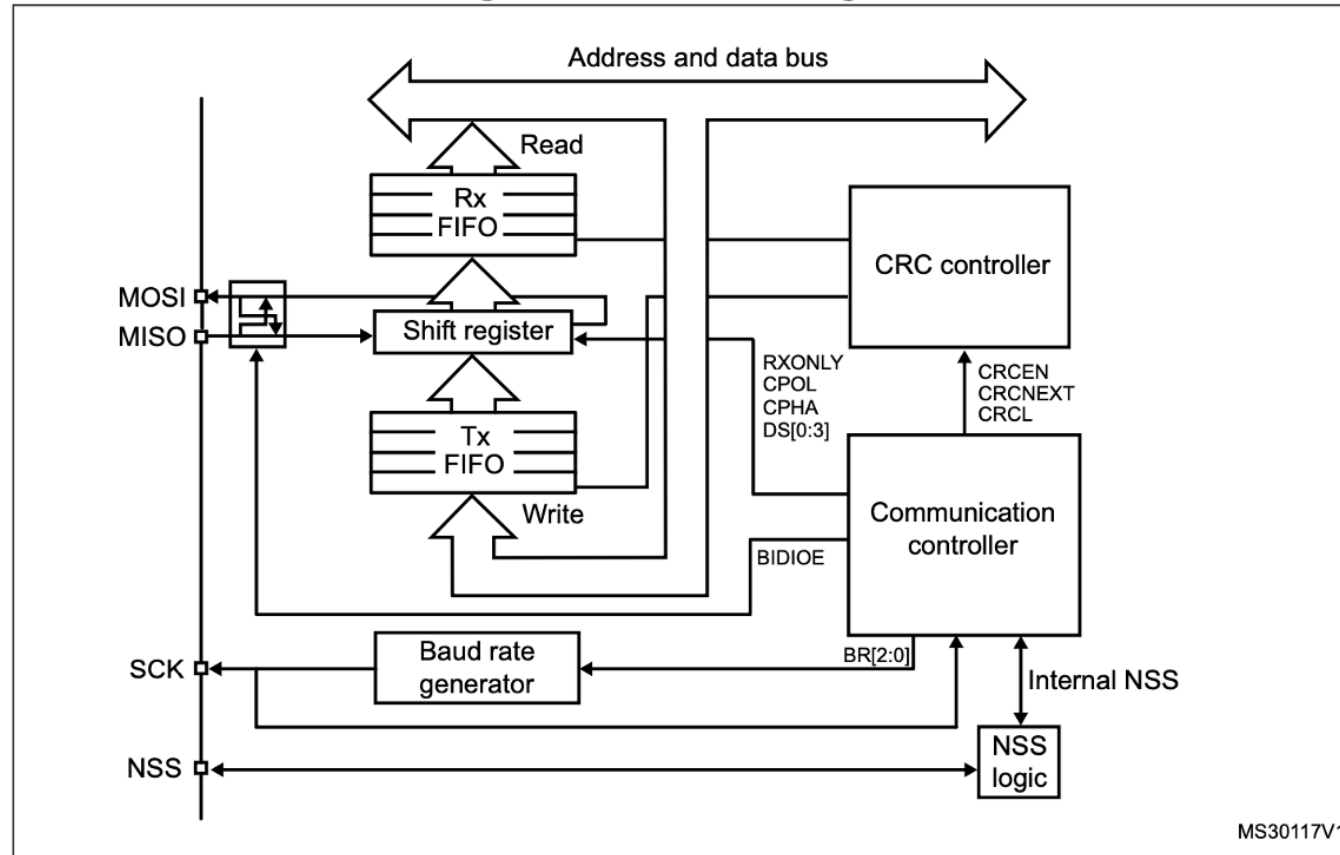 Address and data bus
Read
Rx
FIFO
CRC controller
MOSI
MISO
Shift register
RXONLY
CPOL
CPHA
DS[0:3]
CRCEN
CRCNEXT
CRCL
Tx
FIFO
Write
Communication
controller
BIDIOE
SCK
Baud rate
generator
BR[2:0]
Internal NSS
NSS
NSS
logic
MS30117V1